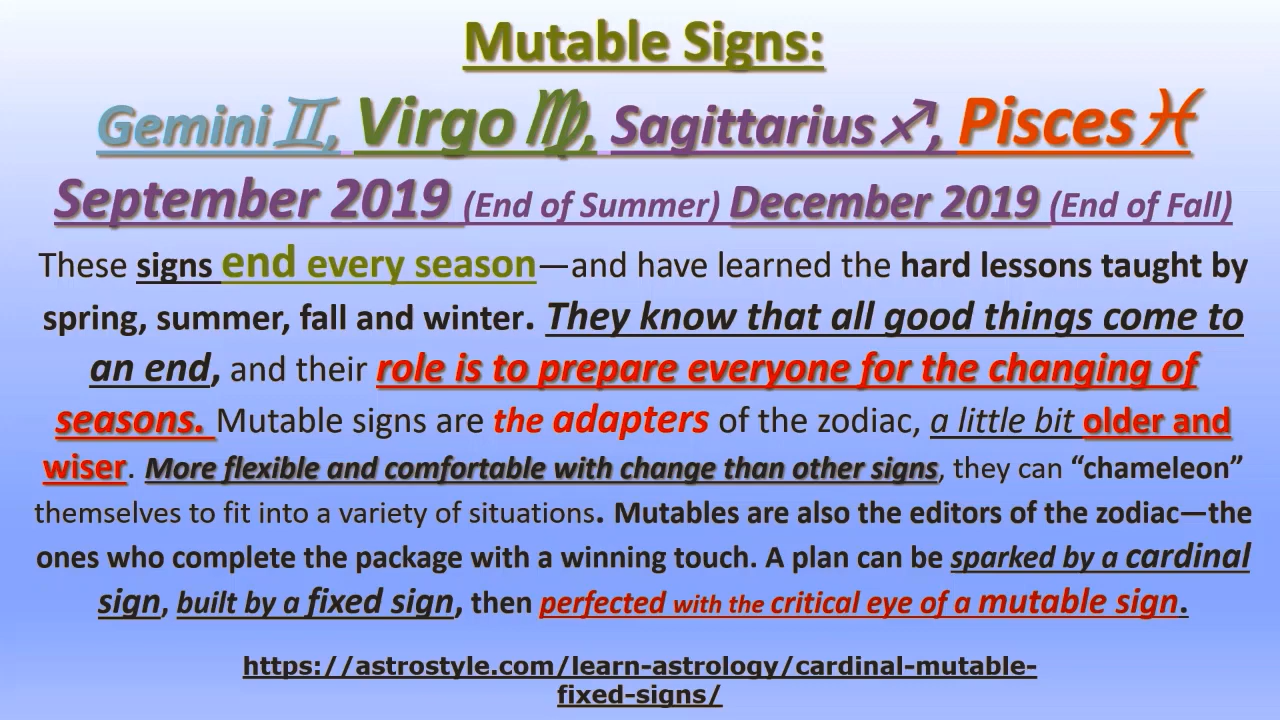 Mutable Signs:
Gemini♊, Virgo♍, Sagittarius♐, Pisces♓
September 2019 (End of Summer) December 2019 (End of Fall)
These signs end every season—and have learned the hard lessons taught by
spring, summer, fall and winter. They know that all good things come to
an end, and their role is to prepare everyone for the changing of
seasons. Mutable signs are the adapters of the zodiac, a little bit older and
wiser. More flexible and comfortable with change than other signs, they can “chameleon”
themselves to fit into a variety of situations. Mutables are also the editors of the zodiac—the
ones who complete the package with a winning touch. A plan can be sparked by a cardinal
sign, built by a fixed sign, then perfected with the critical eye of a mutable sign.
https://astrostyle.com/learn-astrology/cardinal-mutable-
fixed-signs/